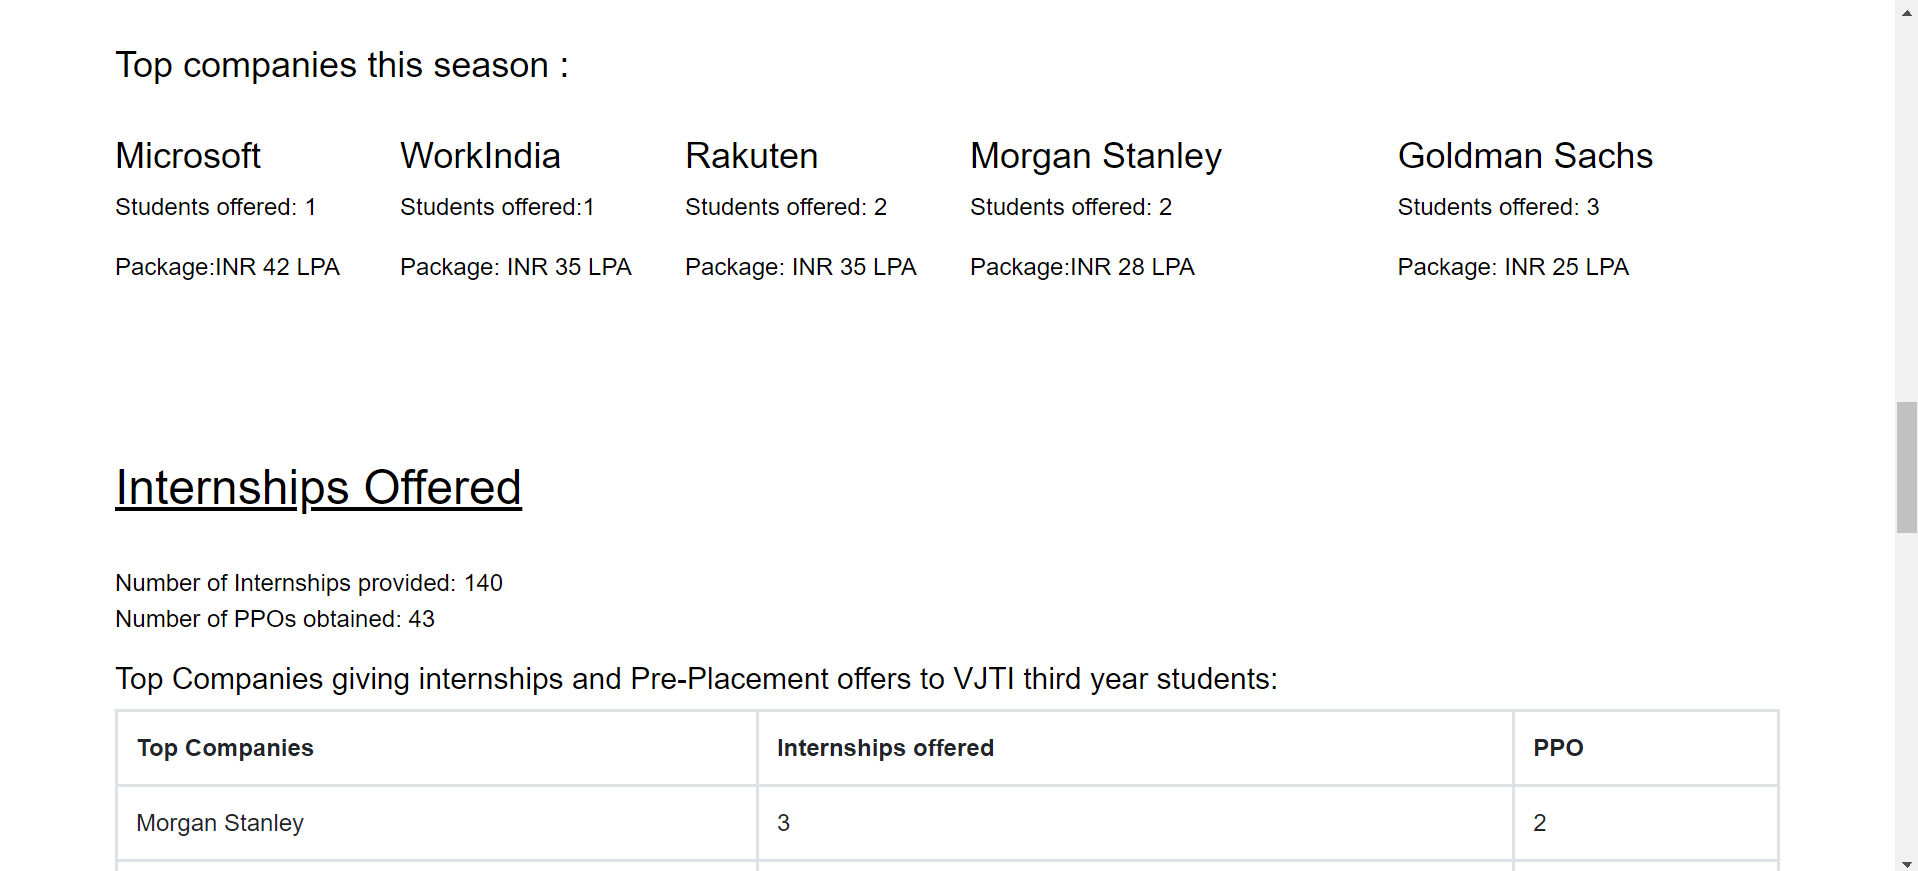 Top companies this season :
Microsoft WorkIndia Rakuten Morgan Stanley Goldman Sachs
Students offered: 1 Students offered:1 Students offered: 2 Students offered: 2 Students offered: 3
Package:INR 42 LPA Package: INR 35 LPA Package: INR 35 LPA Package:INR 28 LPA Package: INR 25 LPA
Internships Offered
Number of Internships provided: 140
Number of PPOs obtained: 43
Top Companies giving internships and Pre-Placement offers to VJTI third year students:
Top Companies Internships offered PPO
Morgan Stanley 3 2